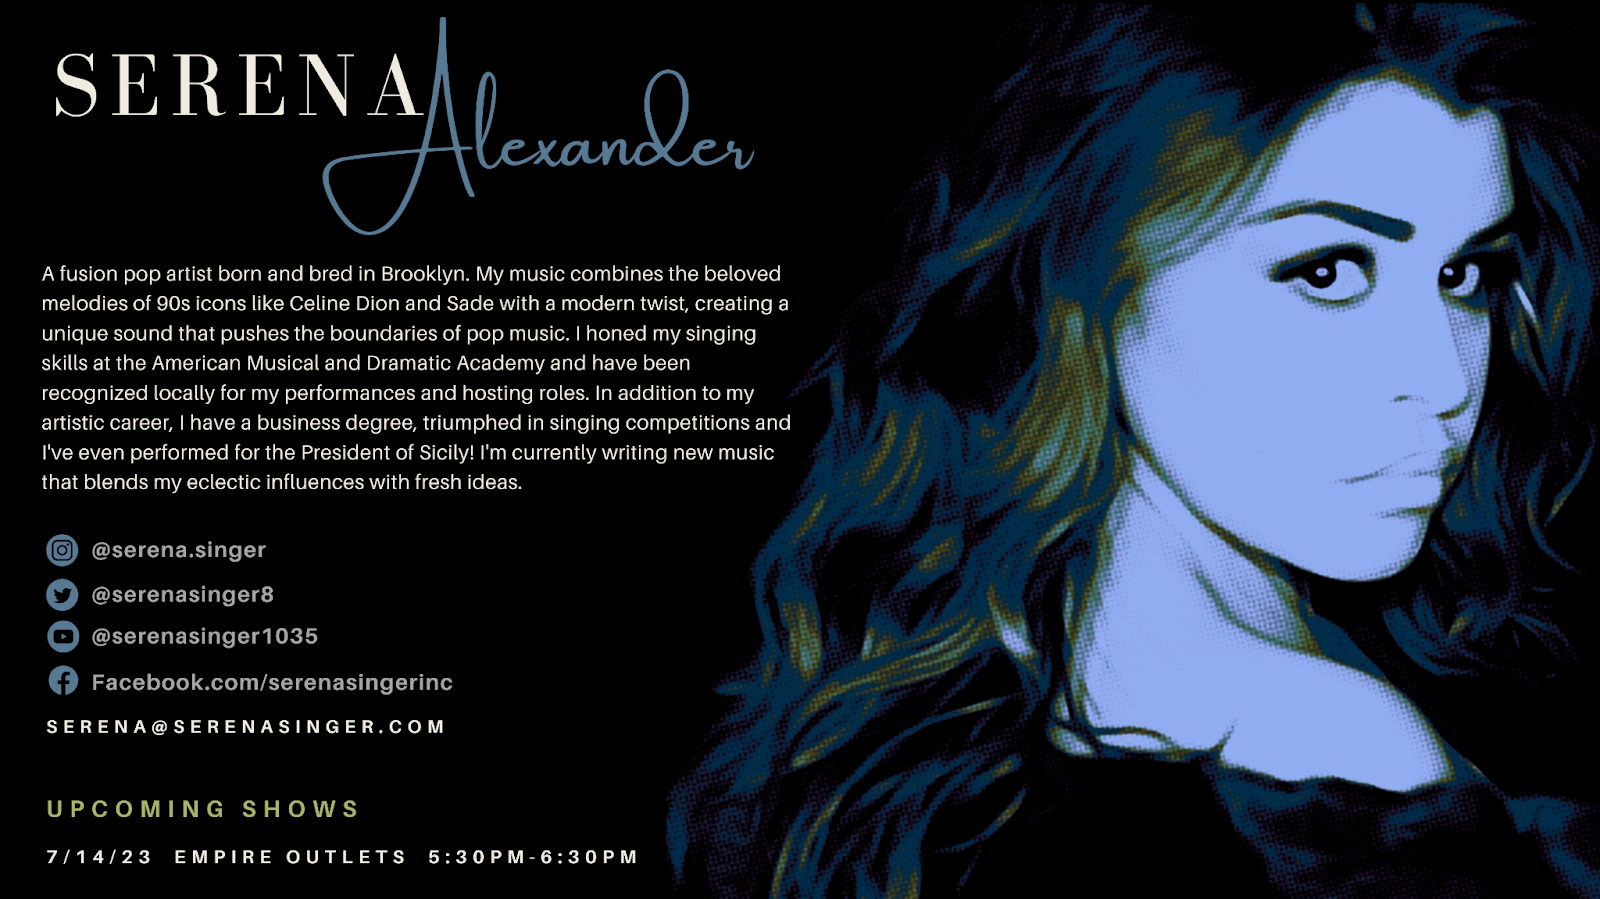 SERENA Alexander
A fusion pop artist born and bred in Brooklyn. My music combines the beloved
melodies of 90s icons like Celine Dion and Sade with a modern twist, creating a
unique sound that pushes the boundaries of pop music. I honed my singing
skills at the American Musical and Dramatic Academy and have been
recognized locally for my performances and hosting roles. In addition to my
artistic career, I have a business degree, triumphed in singing competitions and
I've even performed for the President of Sicily! I'm currently writing new music
that blends my eclectic influences with fresh ideas.
@serena.singer
@serenasinger8
@serenasinger1035
Facebook.com/serenasingerinc
SERENA@SERENASINGER.COM
UPCOMING SHOWS
7/14/23 EMPIRE OUTLETS 5:30PM-6:30PM